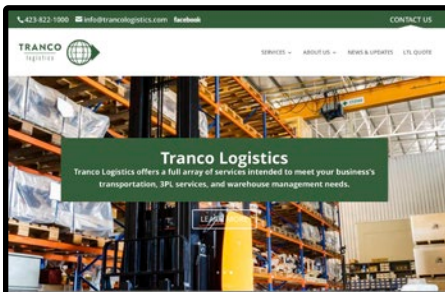 423-822-1000 info@trancologistics.com facebook CONTACT US
TRANCO
logistics
SERVICES ABOUT US NEWS & UPDATES LTL QUOTE
Tranco Logistics
Tranco Logistics offers a full array of services intended to meet your business's
transportation, 3PL services, and warehouse management needs.